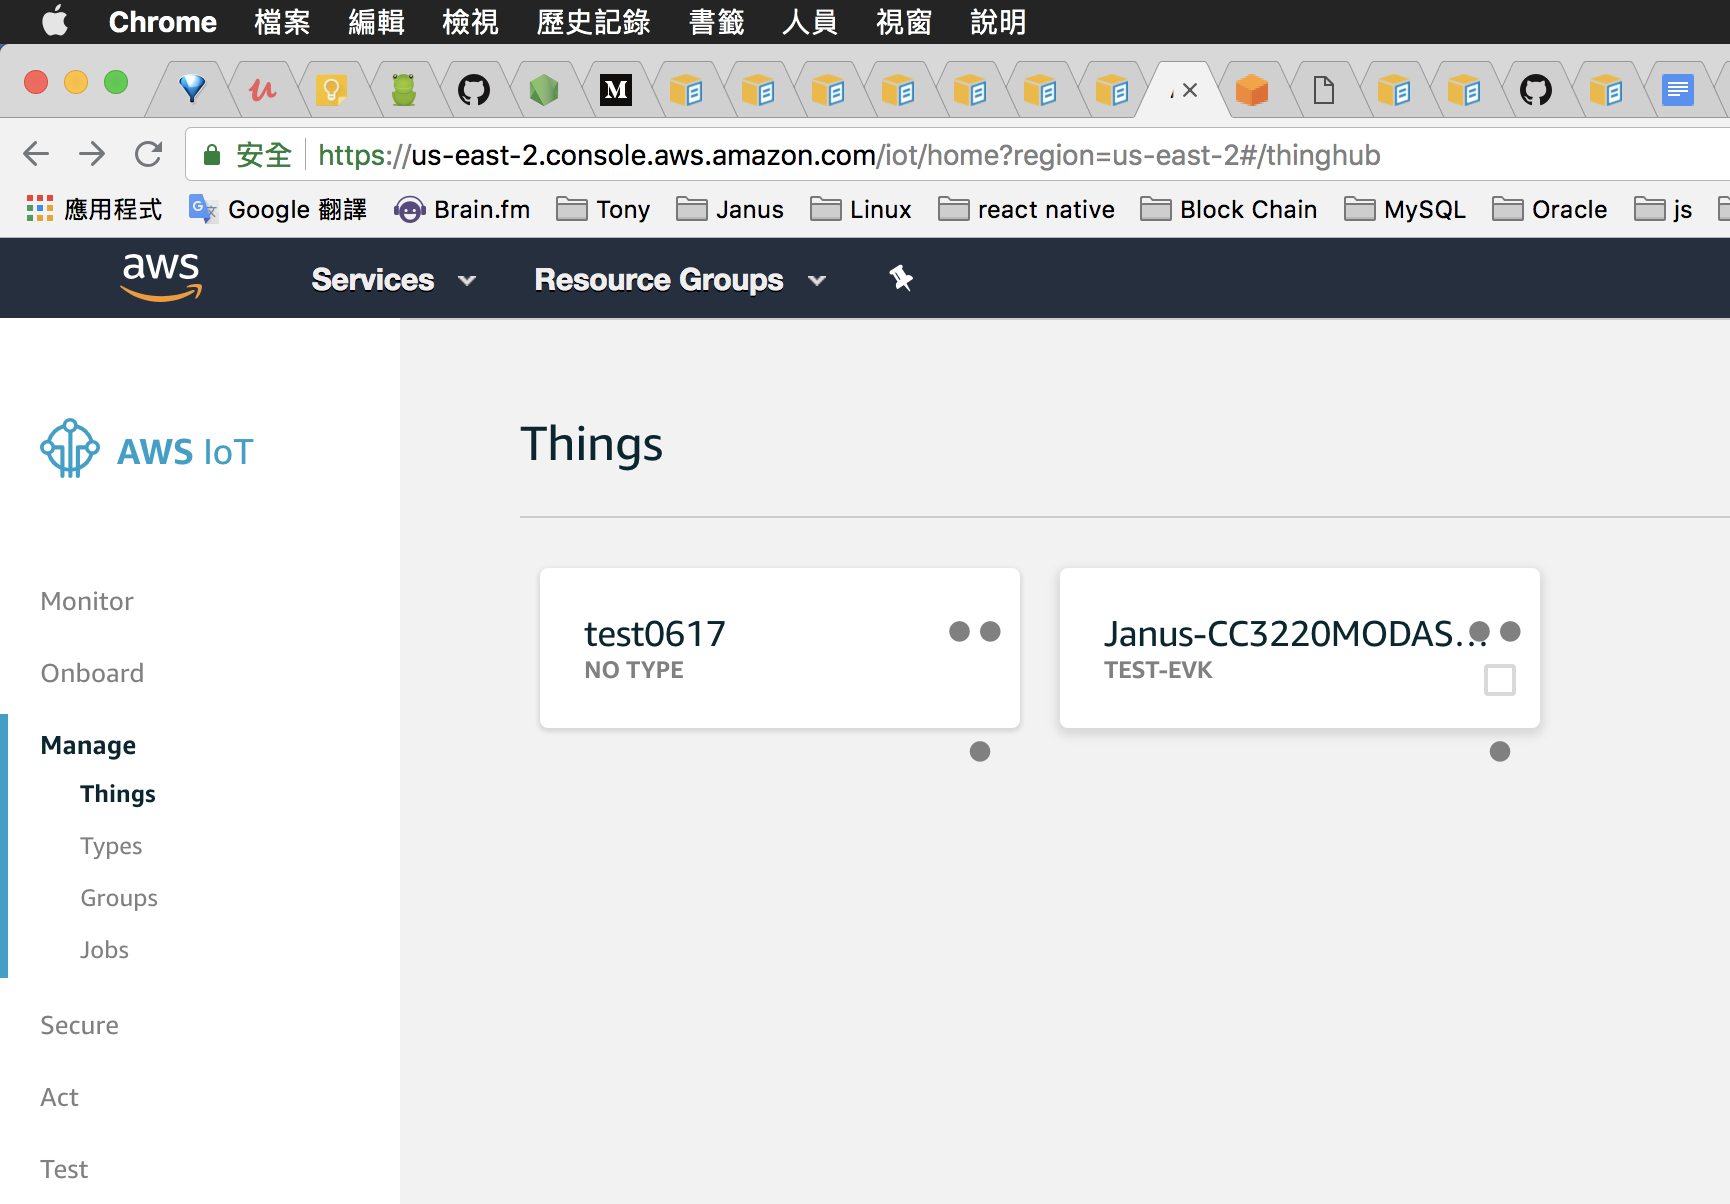 Chrome 檔案 編輯 檢視 歷史記錄 書籤 人員 視窗 說明
安全 https://us-east-2.console.aws.amazon.com/iot/home?region=us-east-2#/thinghub
應用程式 Google 翻譯 Brain.fm Tony Janus Linux react native Block Chain MySQL Oracle js
aws Services Resource Groups
AWS IoT
Monitor
Onboard
Manage
Things
Types
Groups
Jobs
Secure
Act
Test
Things
test0617
NO TYPE
Janus-CC3220MODAS...
TEST-EVK